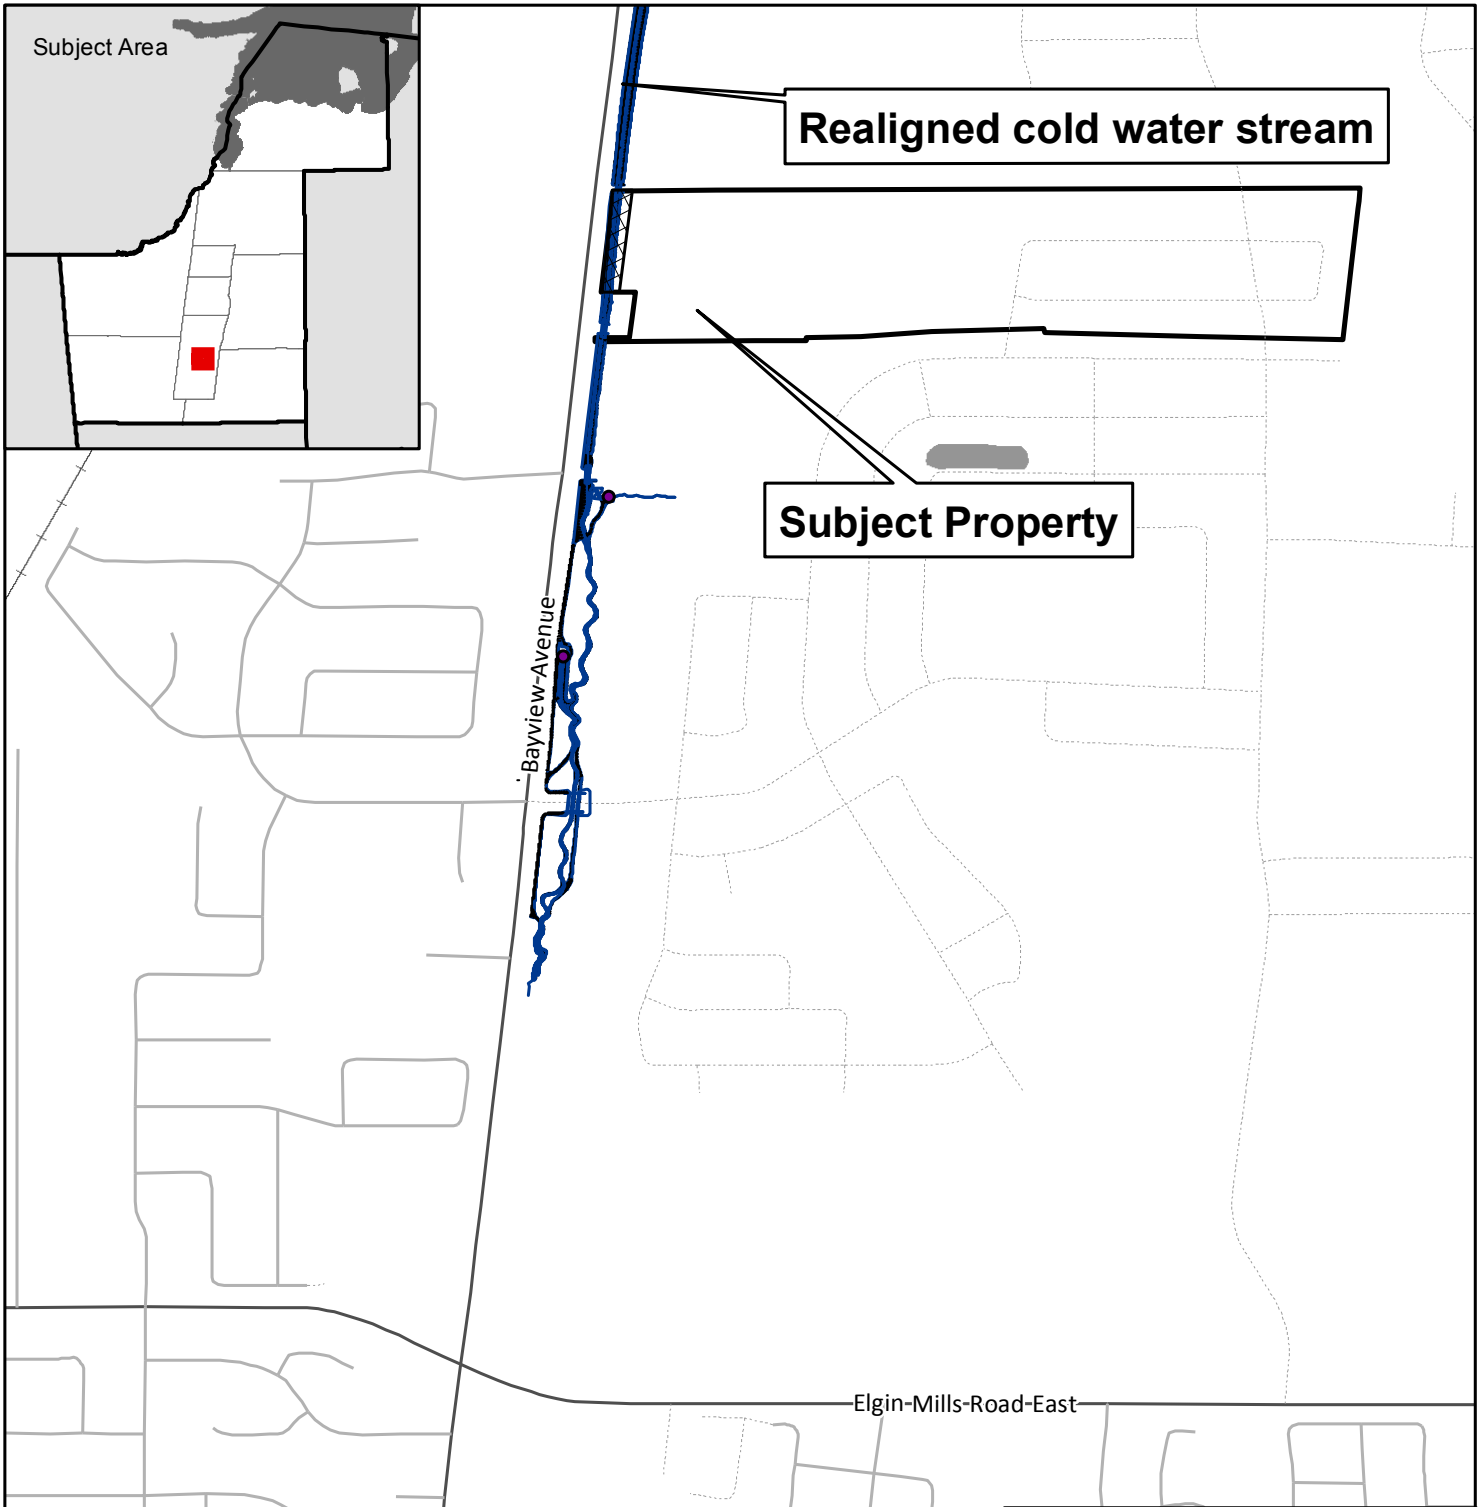 Subject Area
Realigned cold water stream
Subject Property
Bayview-Avenue
Elgin-Mills-Road-East